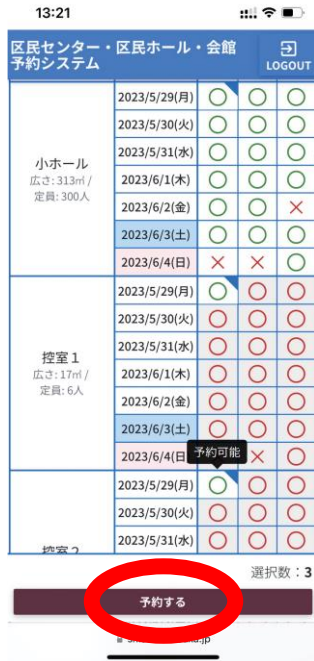 13:21
区民センター・区民ホール・会館
予約システム
LOGOUT
小ホール
広さ: 313㎡ /
定員: 300人
2023/5/29(月) ○ ○ ○
2023/5/30(火) ○ ○ ○
2023/5/31(水) ○ ○ ○
2023/6/1(木) ○ ○ ○
2023/6/2(金) ○ ○ ×
2023/6/3(土) ○ ○ ○
2023/6/4(日) × × ○
控室１
広さ: 17㎡ /
定員: 6人
2023/5/29(月) ○ ○ ○
2023/5/30(火) ○ ○ ○
2023/5/31(水) ○ ○ ○
2023/6/1(木) ○ ○ ○
2023/6/2(金) ○ ○ ○
2023/6/3(土) ○ ○ ○
予約可能
2023/6/4(日 × ○
控室２
2023/5/29(月) ○ ○ ○
2023/5/30(火) ○ ○ ○
2023/5/31(水) ○ ○ ○
選択数：3
予約する